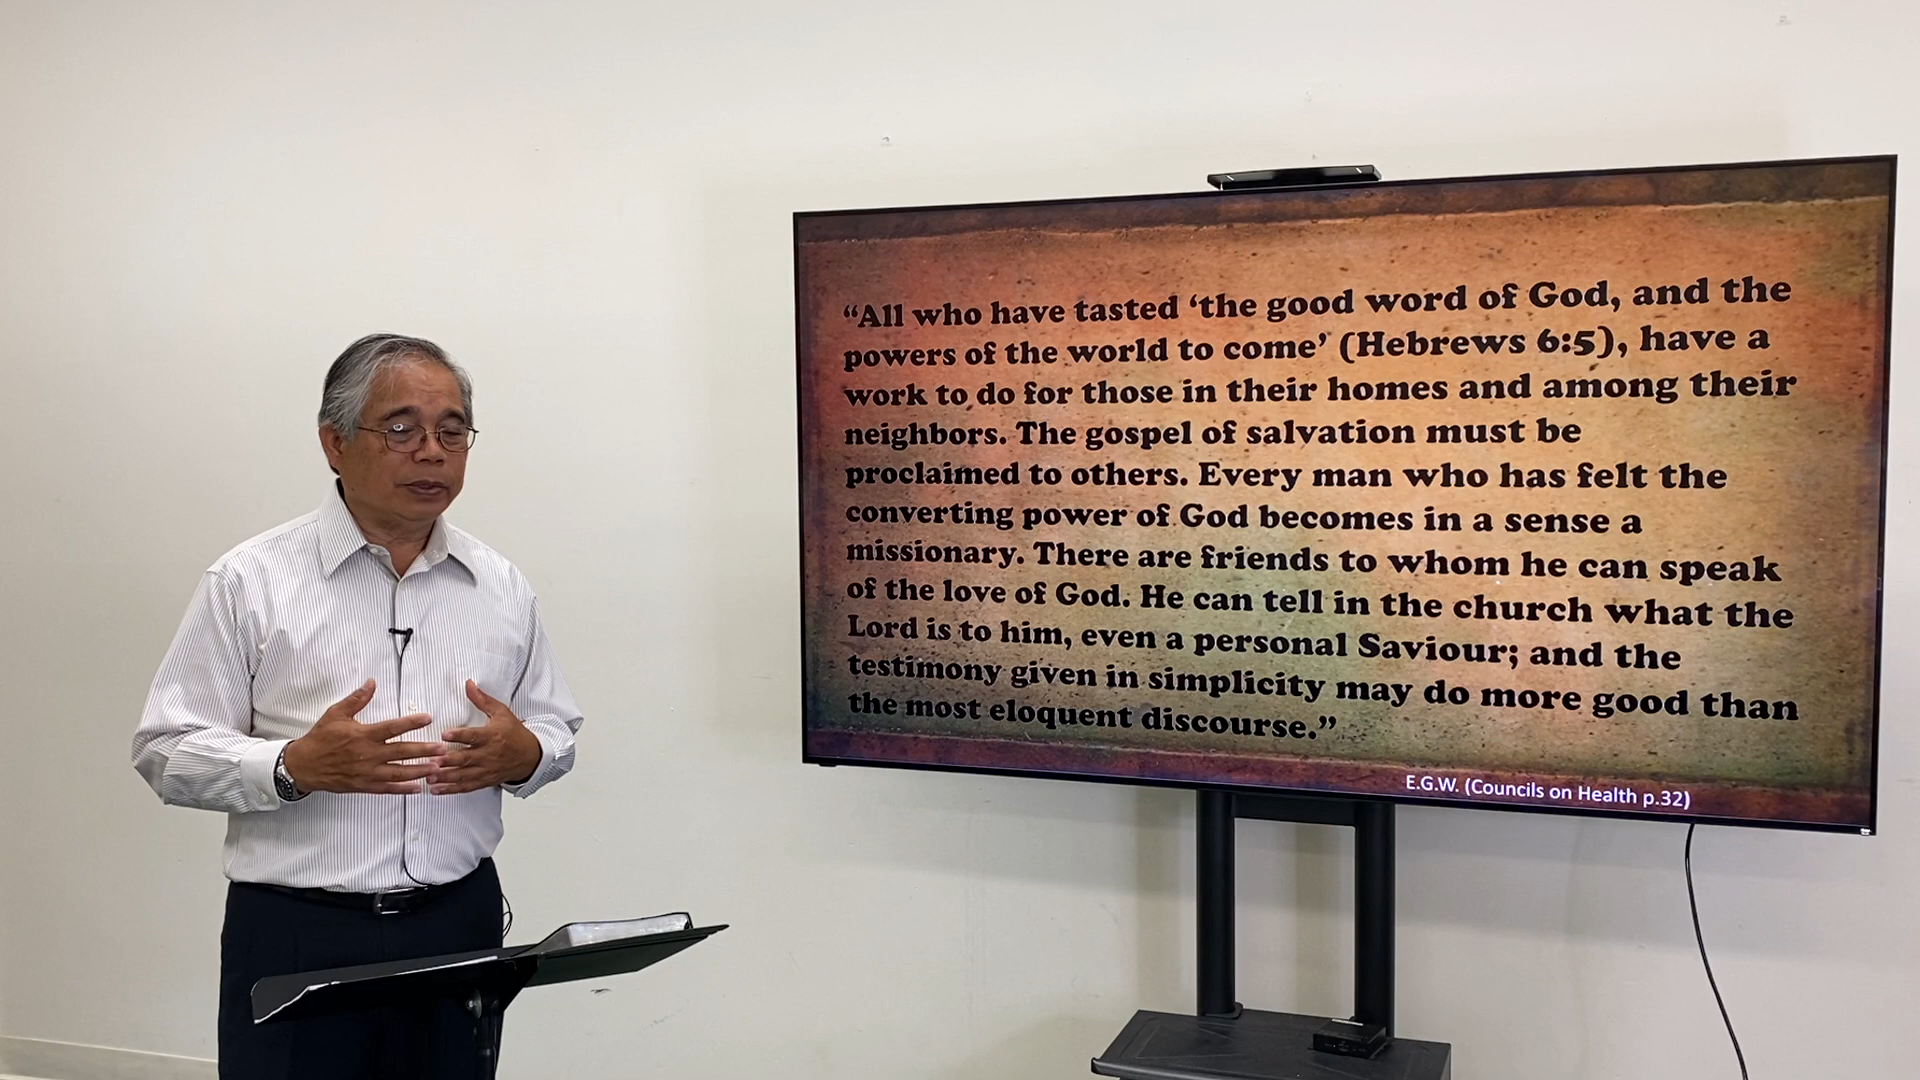 “All who have tasted ‘the good word of God, and the
powers of the world to come’ (Hebrews 6:5), have a
work to do for those in their homes and among their
neighbors. The gospel of salvation must be
proclaimed to others. Every man who has felt the
converting power of God becomes in a sense a
missionary. There are friends to whom he can speak
of the love of God. He can tell in the church what the
Lord is to him, even a personal Saviour; and the
testimony given in simplicity may do more good than
the most eloquent discourse.”
E.G.W. (Councils on Health p.32)